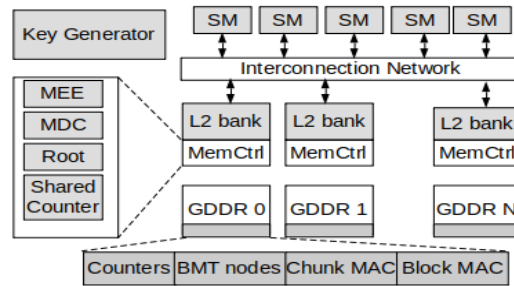 Key Generator
SM SM SM SM SM
Interconnection Network
MEE
MDC
Root
Shared
Counter
L2 bank L2 bank L2 bank
MemCtrl MemCtrl MemCtrl
GDDR 0 GDDR 1 GDDR N
Counters BMT nodes Chunk MAC Block MAC